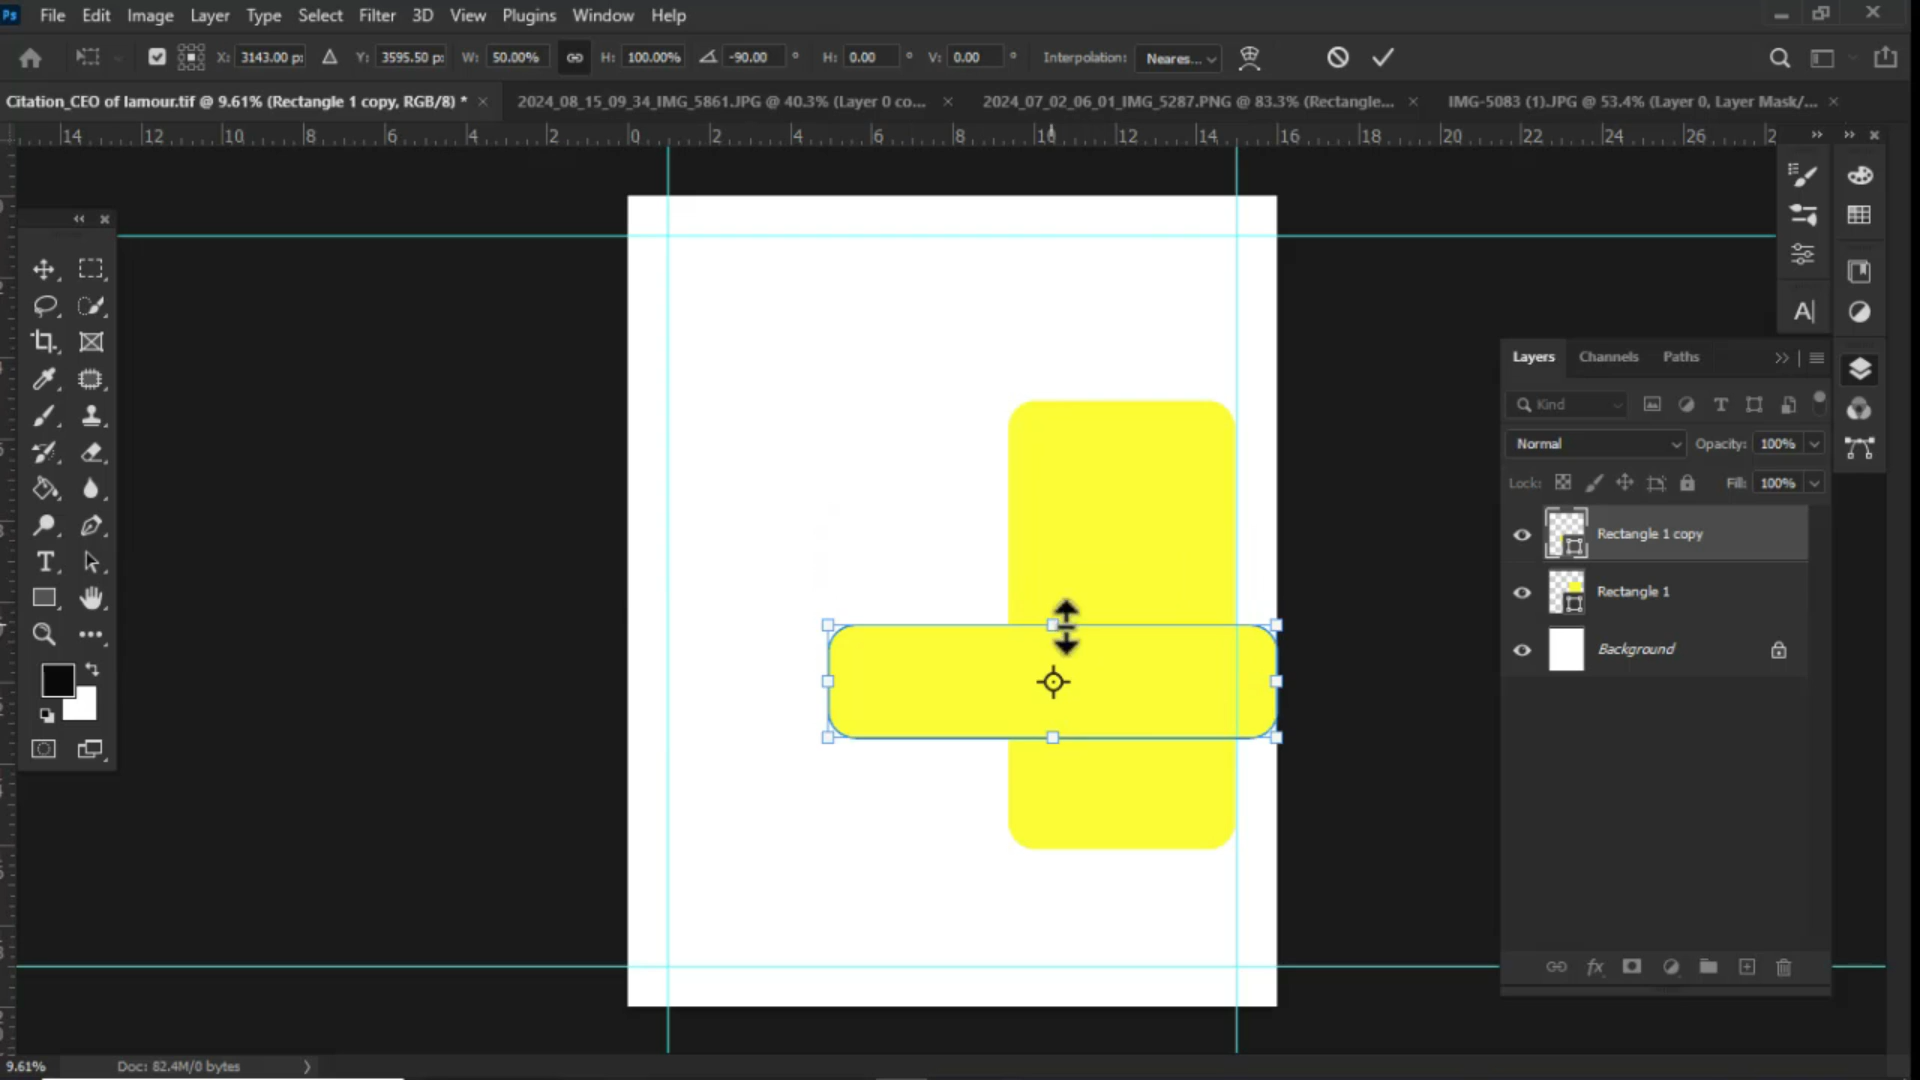 Ps File Edit Image Layer Type Select Filter 3D View Plugins Window Help
X: 3143.00 p: Y: 3595.50 p: W: 50.00% H: 100.00% -90.00 ° H: 0.00 ° V: 0.00 ° Interpolation: Neares...
Citation_CEO of lamour.tif @ 9.61% (Rectangle 1 copy, RGB/8) * × 2024_08_15_09_34_IMG_5861.JPG @ 40.3% (Layer 0 co... × 2024_07_02_06_01_IMG_5287.PNG @ 83.3% (Rectangle... × IMG-5083 (1).JPG @ 53.4% (Layer 0, Layer Mask/... ×
14 12 10 8 6 4 2 0 2 4 6 8 10 12 14 16 18 20 22 24 26 2
Layers Channels Paths
Kind
Normal Opacity: 100%
Lock: Fill: 100%
Rectangle 1 copy
Rectangle 1
Background
9.61% Doc: 82.4M/0 bytes